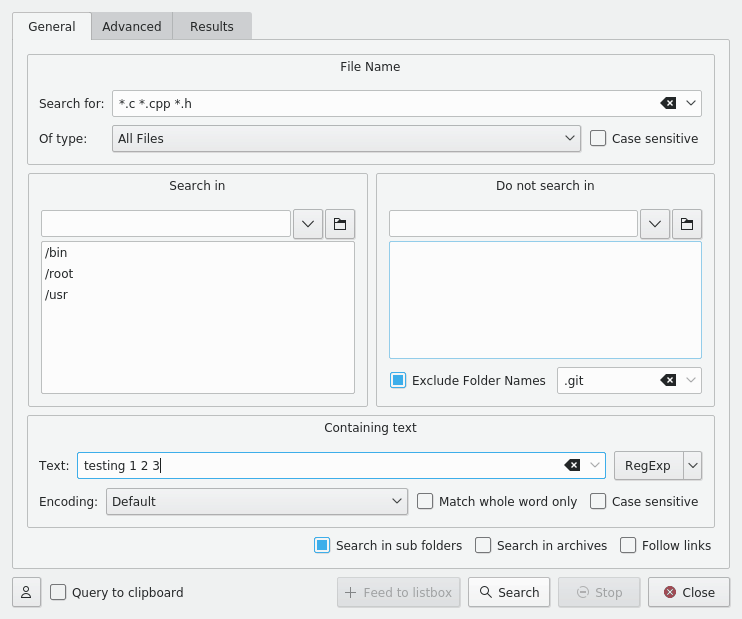 General Advanced Results
File Name
Search for: *.c *.cpp *.h
Of type: All Files Case sensitive
Search in
/bin
/root
/usr
Do not search in
Exclude Folder Names .git
Containing text
Text: testing 1 2 3 RegExp
Encoding: Default Match whole word only Case sensitive
Search in sub folders Search in archives Follow links
Query to clipboard Feed to listbox Search Stop Close